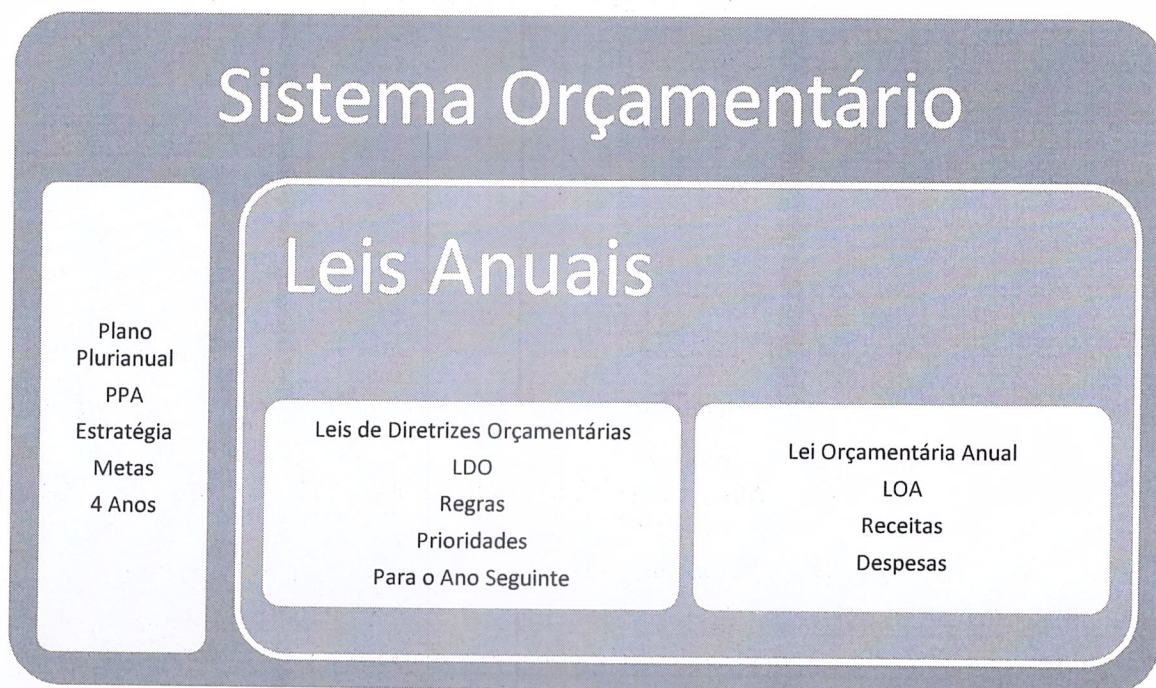 Sistema Orçamentário
Plano
Plurianual
PPA
Estratégia
Metas
4 Anos
Leis Anuais
Leis de Diretrizes Orçamentárias
LDO
Regras
Prioridades
Para o Ano Seguinte
Lei Orçamentária Anual
LOA
Receitas
Despesas